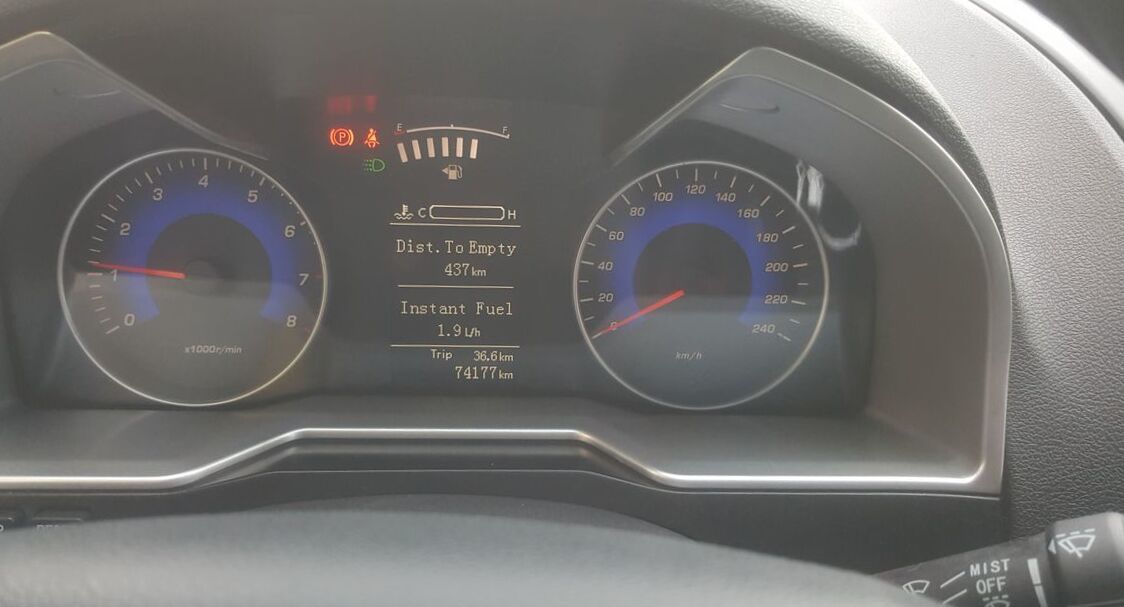 E F
(P)
C H
Dist. To Empty
437km
Instant Fuel
1.9 L/h
Trip 36.6km
74177km
0 1 2 3 4 5 6 7 8
x1000r/min
0 20 40 60 80 100 120 140 160 180 200 220 240
km/h
MIST
OFF